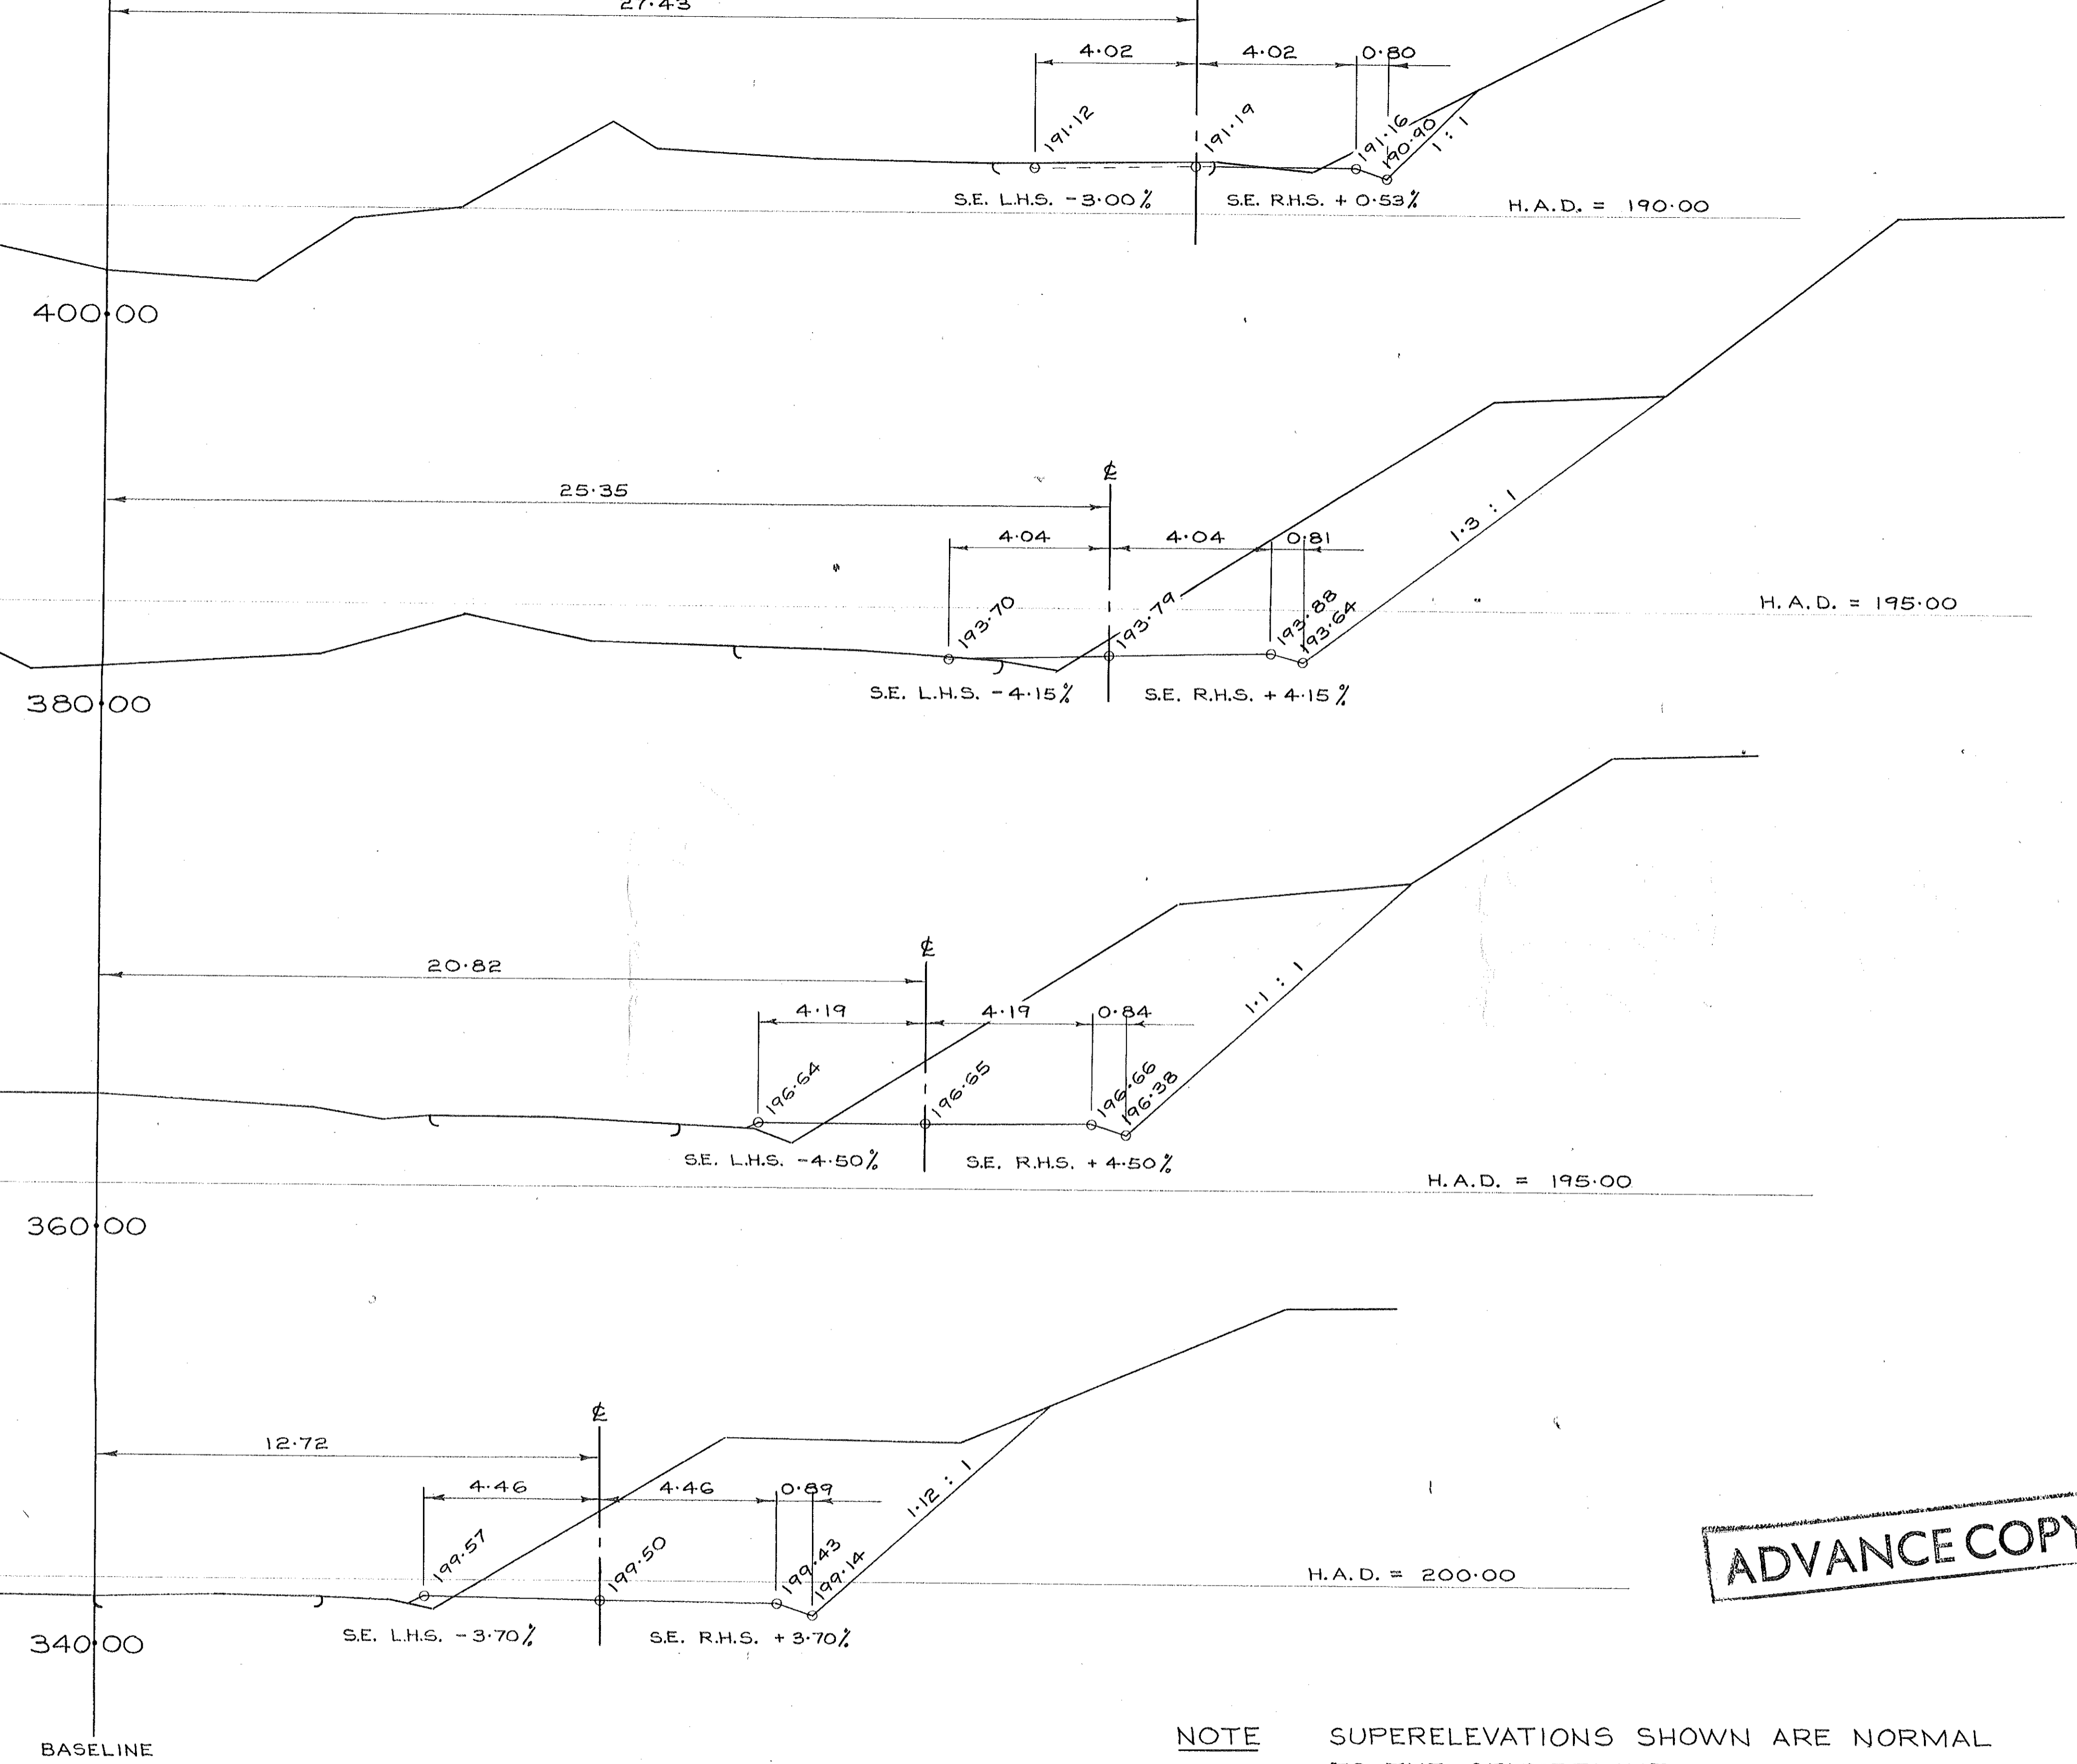 27·43
4·02 4·02 0·80
191·12 191·19 191·16 190·90 1 : 1
S.E. L.H.S. -3·00% S.E. R.H.S. + 0·53% H.A.D. = 190·00
400·00
℄
25·35
4·04 4·04 0·81
1·3 : 1
193·70 193·79 193·88 193·64
H.A.D. = 195·00
S.E. L.H.S. -4·15% S.E. R.H.S. + 4·15%
380·00
℄
20·82
4·19 4·19 0·84
1·1 : 1
196·64 196·65 196·66 196·38
S.E. L.H.S. -4·50% S.E. R.H.S. + 4·50%
H.A.D. = 195·00
360·00
℄
12·72
4·46 4·46 0·89
1·12 : 1
199·57 199·50 199·43 199·14
H.A.D. = 200·00
ADVANCE COPY
S.E. L.H.S. -3·70% S.E. R.H.S. + 3·70%
340·00
NOTE SUPERELEVATIONS SHOWN ARE NORMAL
BASELINE